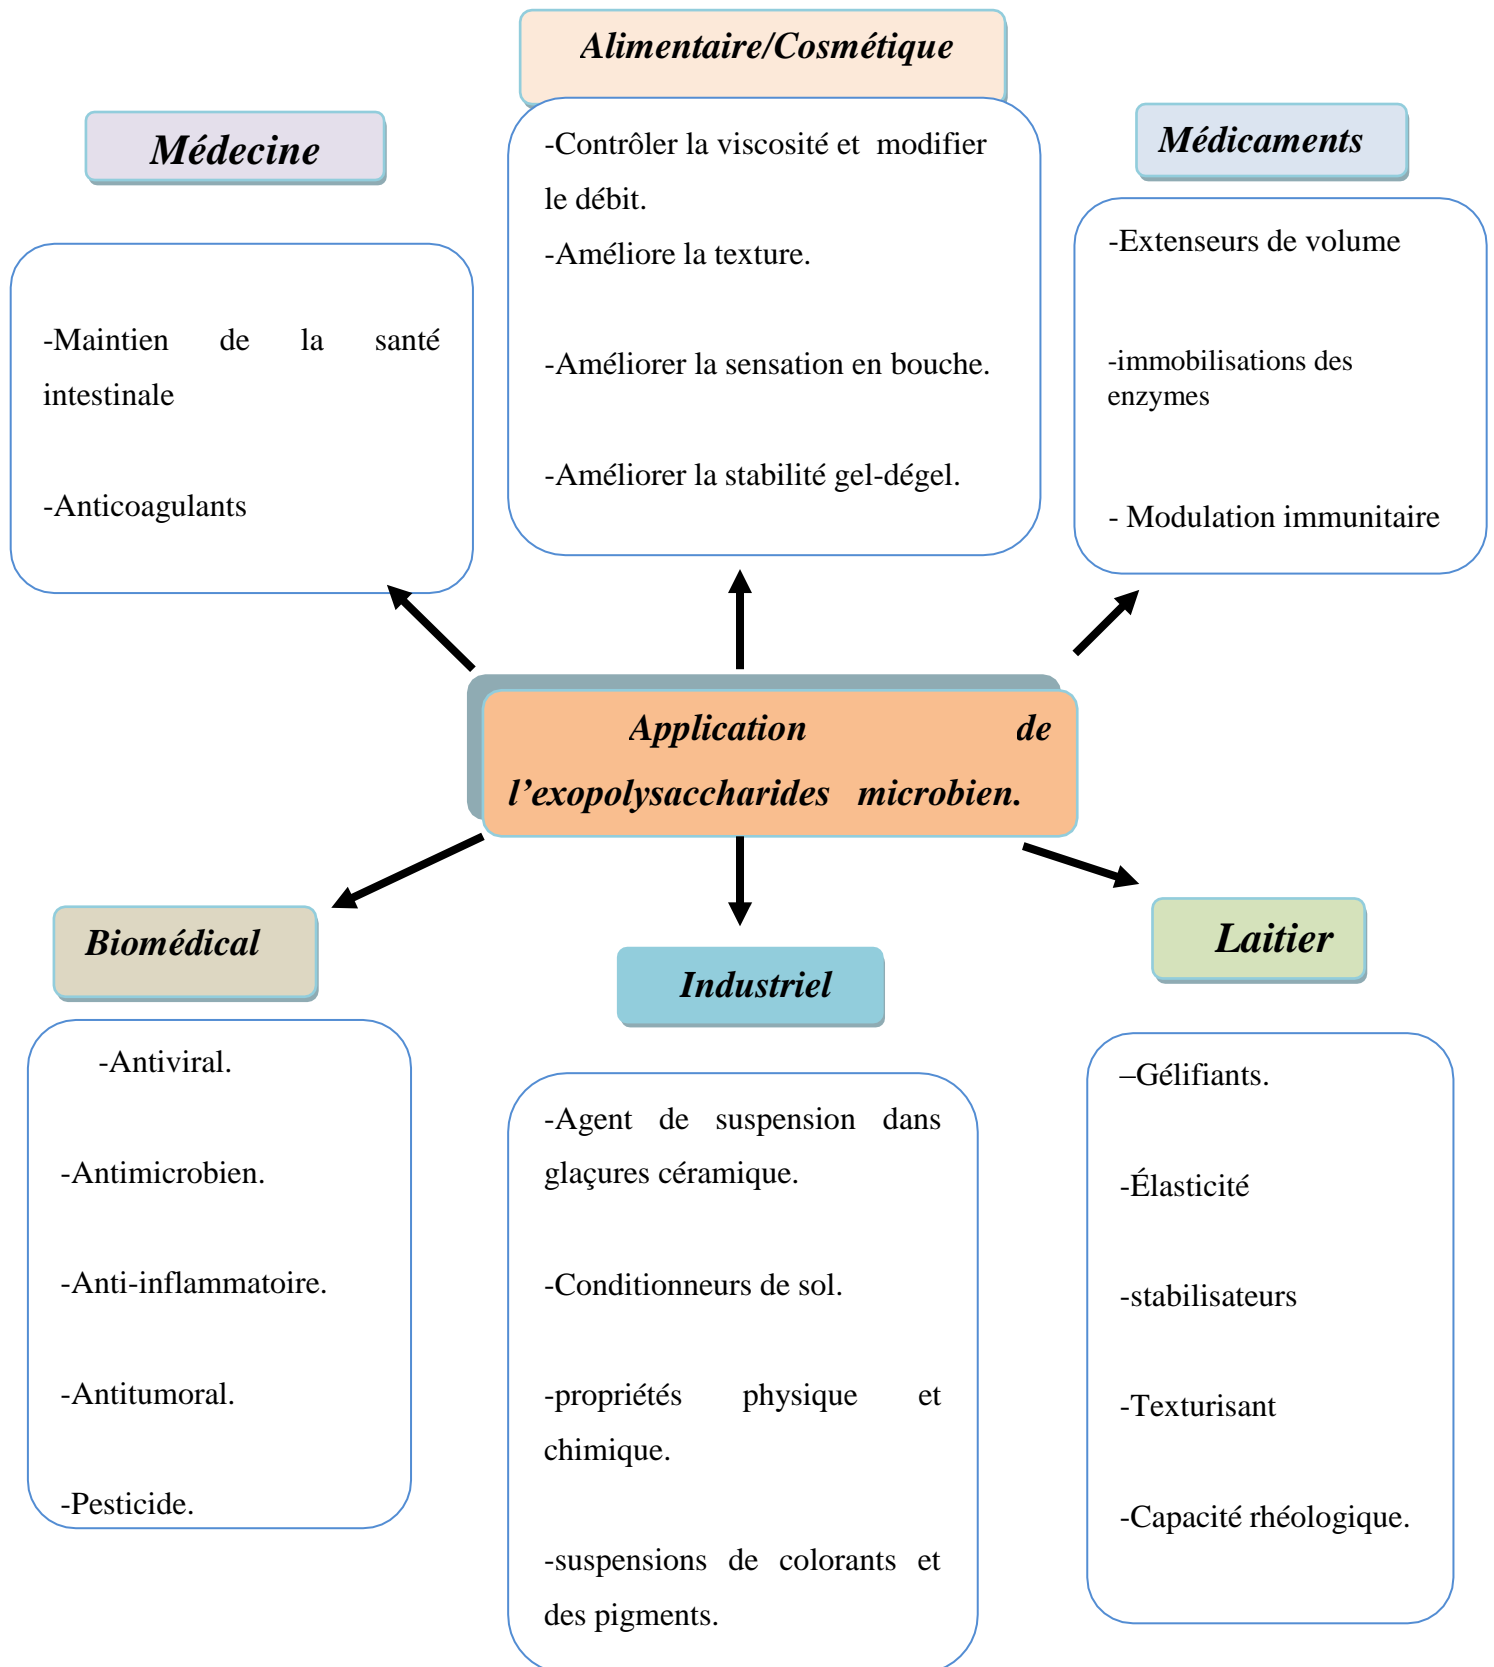 Alimentaire/Cosmétique
-Contrôler la viscosité et modifier
le débit.
-Améliore la texture.
-Améliorer la sensation en bouche.
-Améliorer la stabilité gel-dégel.
Médecine
-Maintien de la santé
intestinale
-Anticoagulants
Médicaments
-Extenseurs de volume
-immobilisations des
enzymes
- Modulation immunitaire
Application de
l’exopolysaccharides microbien.
Biomédical
-Antiviral.
-Antimicrobien.
-Anti-inflammatoire.
-Antitumoral.
-Pesticide.
Industriel
-Agent de suspension dans
glaçures céramique.
-Conditionneurs de sol.
-propriétés physique et
chimique.
-suspensions de colorants et
des pigments.
Laitier
–Gélifiants.
-Élasticité
-stabilisateurs
-Texturisant
-Capacité rhéologique.